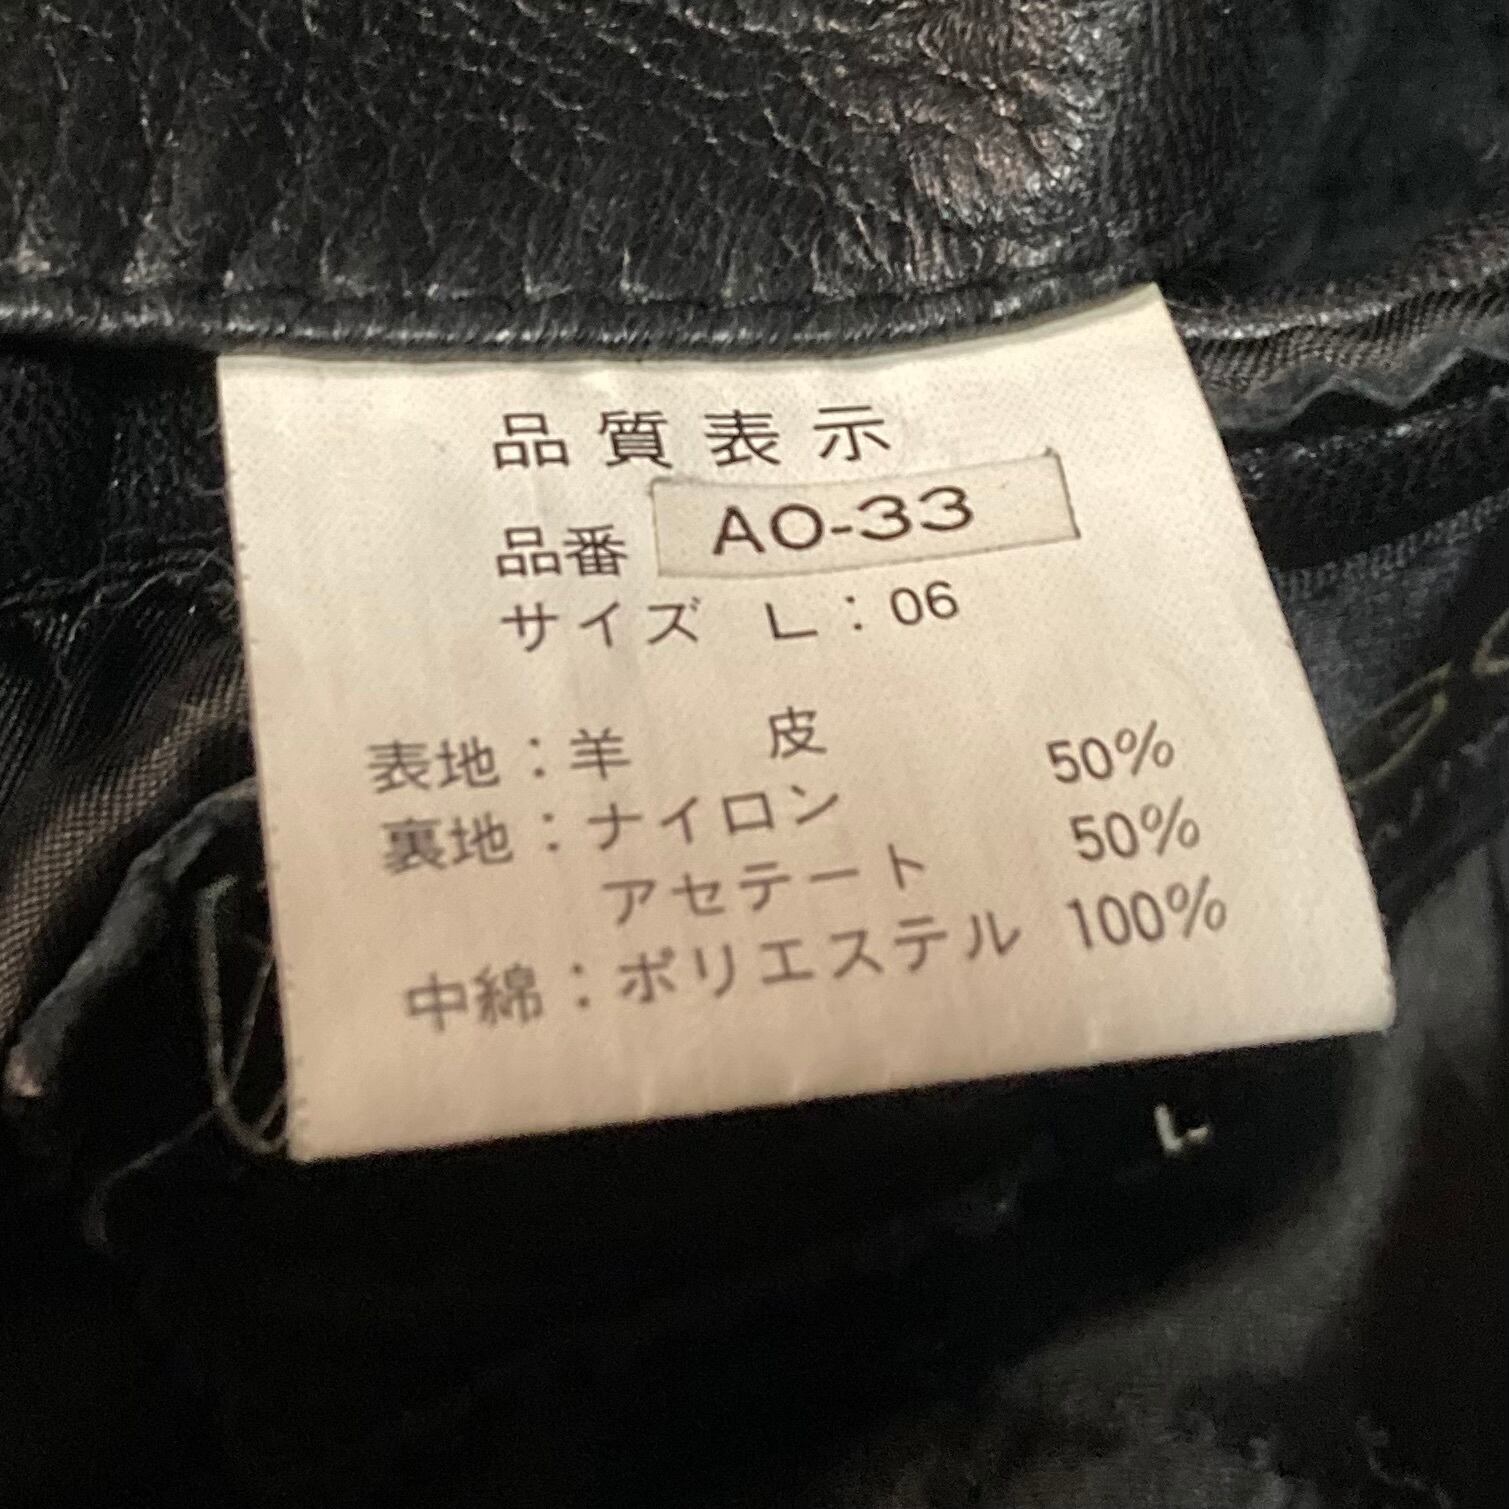 品質表示
品番 AO-33
サイズ L:06
表地:羊 皮
裏地:ナイロン 50%
アセテート 50%
中綿:ポリエステル 100%